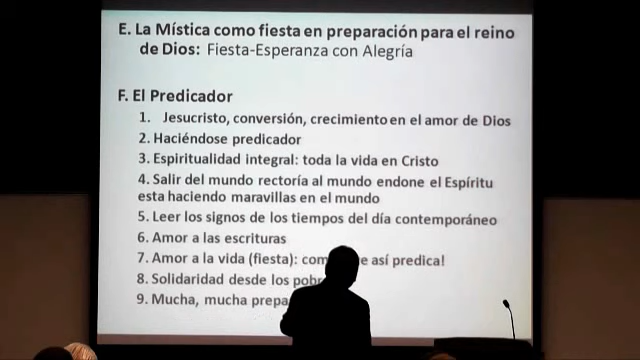 E. La Mística como fiesta en preparación para el reino
de Dios: Fiesta-Esperanza con Alegría
F. El Predicador
1. Jesucristo, conversión, crecimiento en el amor de Dios
2. Haciéndose predicador
3. Espiritualidad integral: toda la vida en Cristo
4. Salir del mundo rectoría al mundo endone el Espíritu
esta haciendo maravillas en el mundo
5. Leer los signos de los tiempos del día contemporáneo
6. Amor a las escrituras
7. Amor a la vida (fiesta): así predica!
8. Solidaridad desde los
9. Mucha, mucha